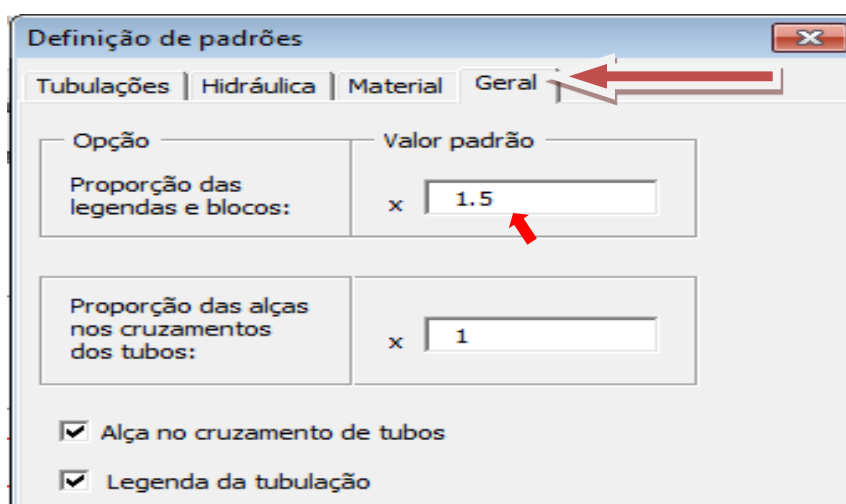 Definição de padrões
Tubulações Hidráulica Material Geral
Opção Valor padrão
Proporção das
legendas e blocos: x 1.5
Proporção das alças
nos cruzamentos
dos tubos: x 1
Alça no cruzamento de tubos
Legenda da tubulação